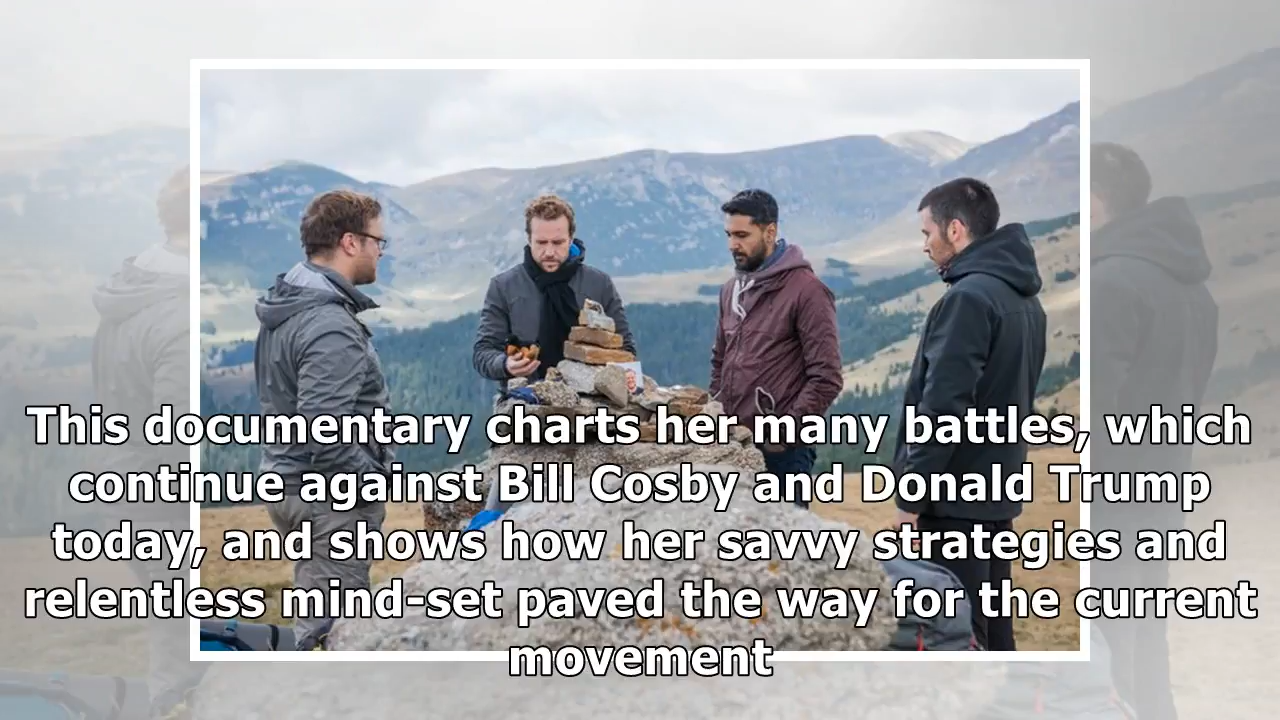 This documentary charts her many battles, which
continue against Bill Cosby and Donald Trump
today, and shows how her savvy strategies and
relentless mind-set paved the way for the current
movement